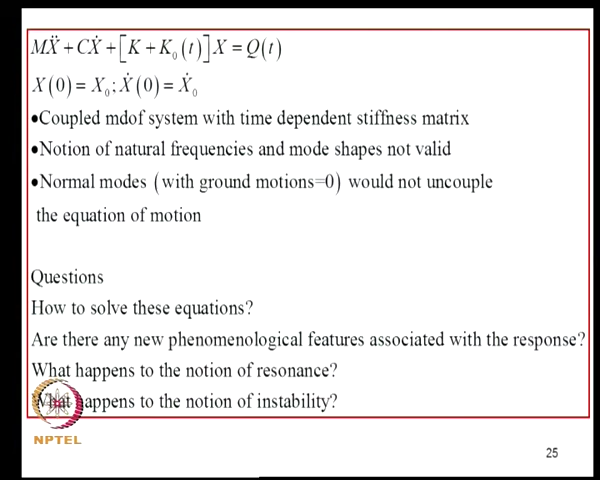 MẌ + CẊ + [K + K₀(t)]X = Q(t)
X(0) = X₀; Ẋ(0) = Ẋ₀
•Coupled mdof system with time dependent stiffness matrix
•Notion of natural frequencies and mode shapes not valid
•Normal modes (with ground motions=0) would not uncouple
the equation of motion
Questions
How to solve these equations?
Are there any new phenomenological features associated with the response?
What happens to the notion of resonance?
What happens to the notion of instability?
NPTEL
25